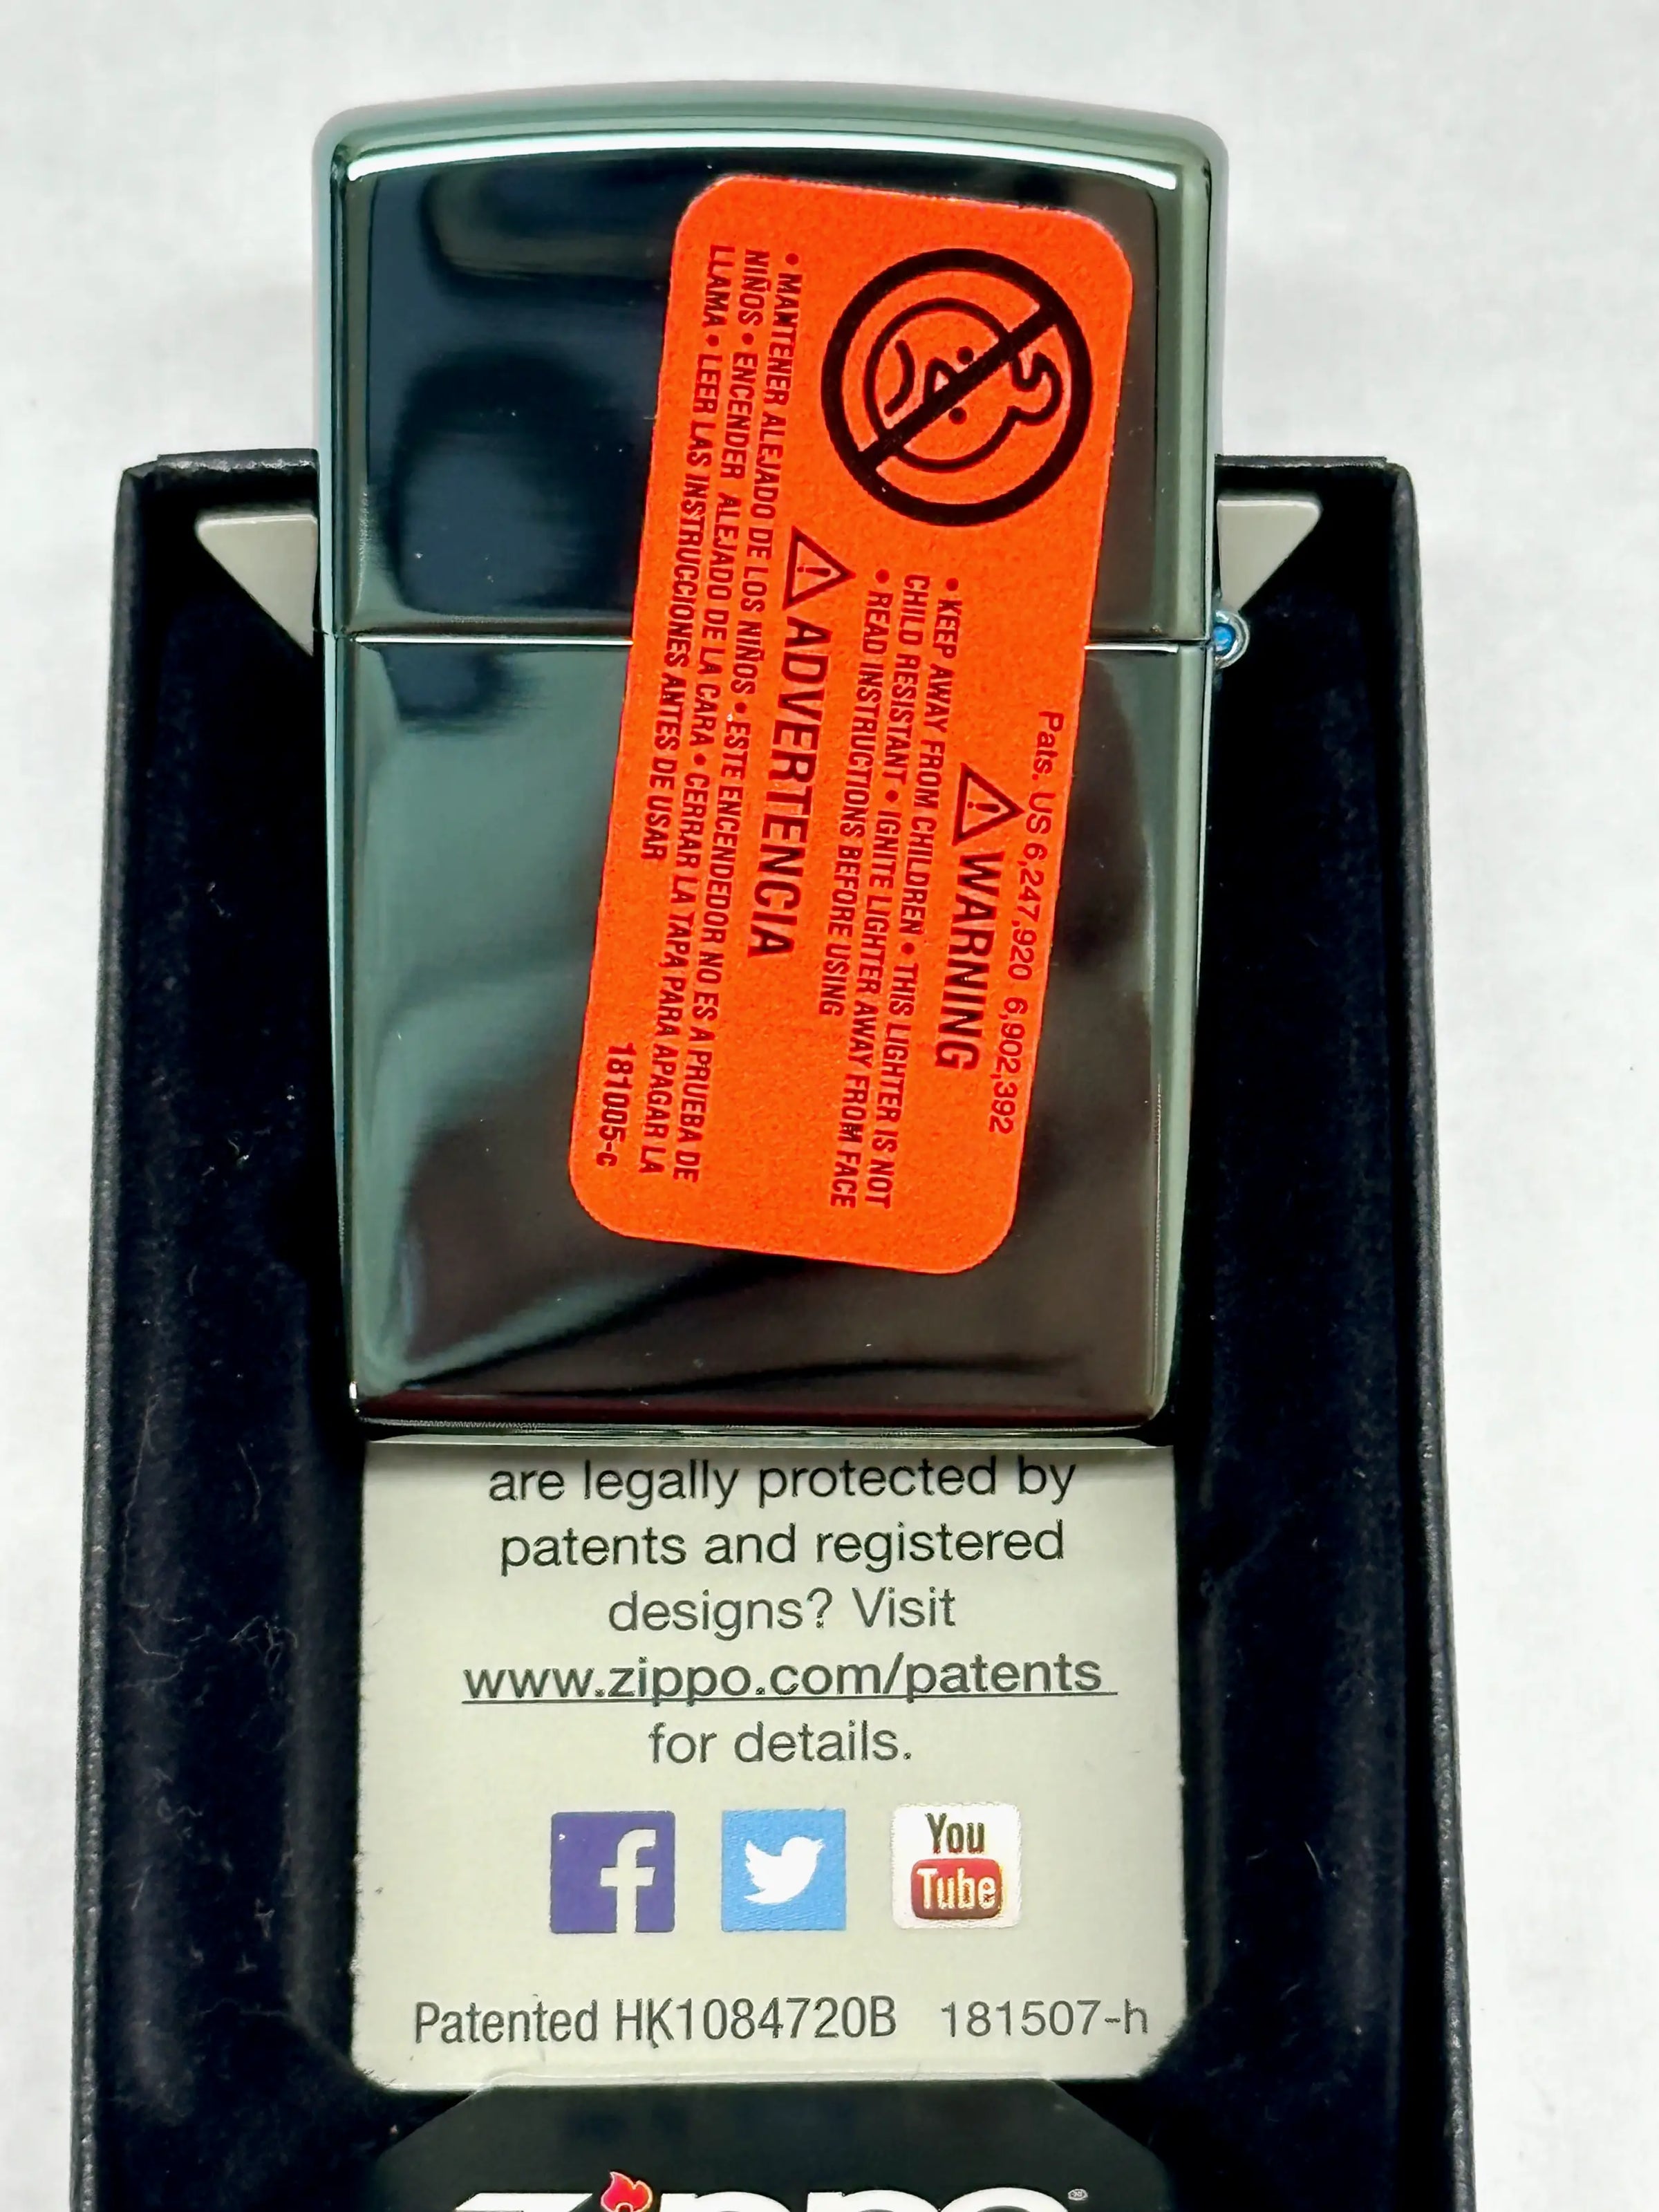 Pats. US 6,247,920 6,902,392
WARNING
• KEEP AWAY FROM CHILDREN • THIS LIGHTER IS NOT
CHILD RESISTANT • IGNITE LIGHTER AWAY FROM FACE
• READ INSTRUCTIONS BEFORE USING
ADVERTENCIA
• MANTENER ALEJADO DE LOS NIÑOS • ESTE ENCENDEDOR NO ES A PRUEBA DE
NIÑOS • ENCENDER ALEJADO DE LA CARA • CERRAR LA TAPA PARA APAGAR LA
LLAMA • LEER LAS INSTRUCCIONES ANTES DE USAR
181005-c
are legally protected by
patents and registered
designs? Visit
www.zippo.com/patents
for details.
f
You
Tube
Patented HK1084720B 181507-h
zippo®